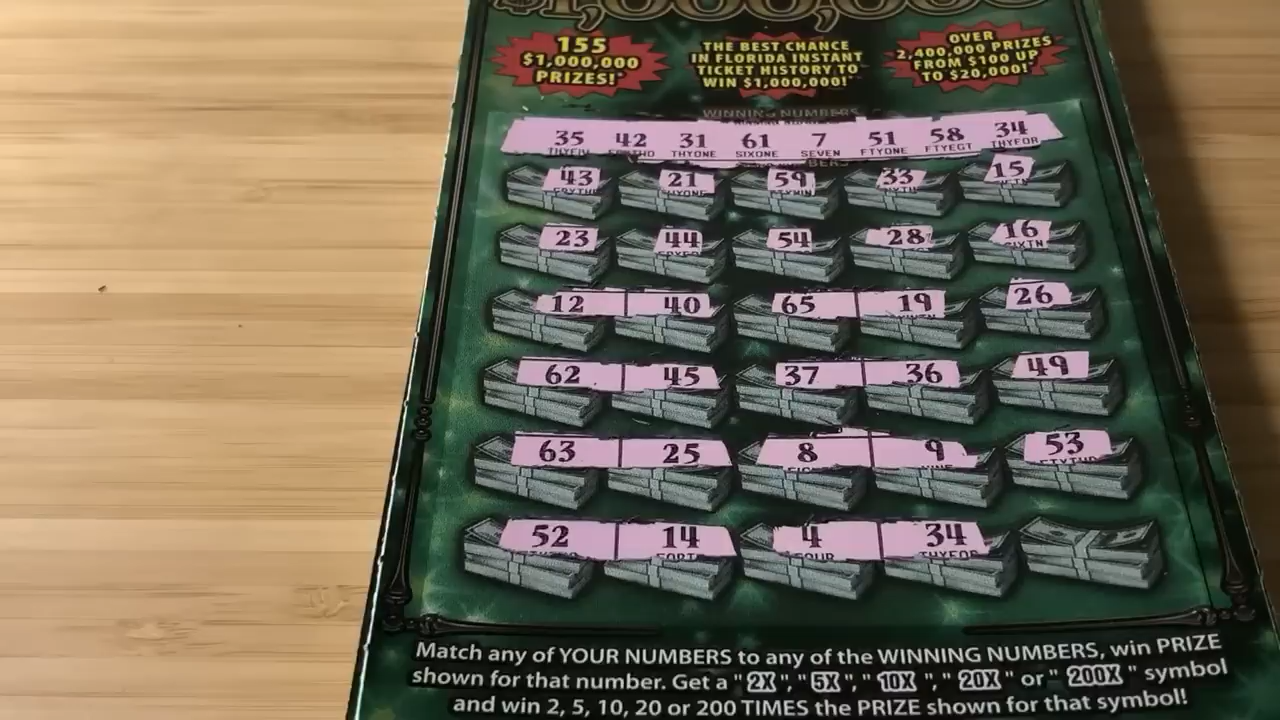 $1,000,000
155
$1,000,000
PRIZES!*
THE BEST CHANCE
IN FLORIDA INSTANT
TICKET HISTORY TO
WIN $1,000,000!*
OVER
2,400,000 PRIZES
FROM $100 UP
TO $20,000!
WINNING NUMBERS
35 42 31 61 7 51 58 34
THYFIV THYONE SIXONE SEVEN FTYONE FTYEGT THYFOR
43 21 59 33 15
23 44 54 28 16
SIXTN
12 40 65 19 26
62 45 37 36 49
63 25 8 9 53
52 14 4 34
FOUR THYFOR
Match any of YOUR NUMBERS to any of the WINNING NUMBERS, win PRIZE
shown for that number. Get a "2X", "5X", "10X", "20X" or "200X" symbol
and win 2, 5, 10, 20 or 200 TIMES the PRIZE shown for that symbol!